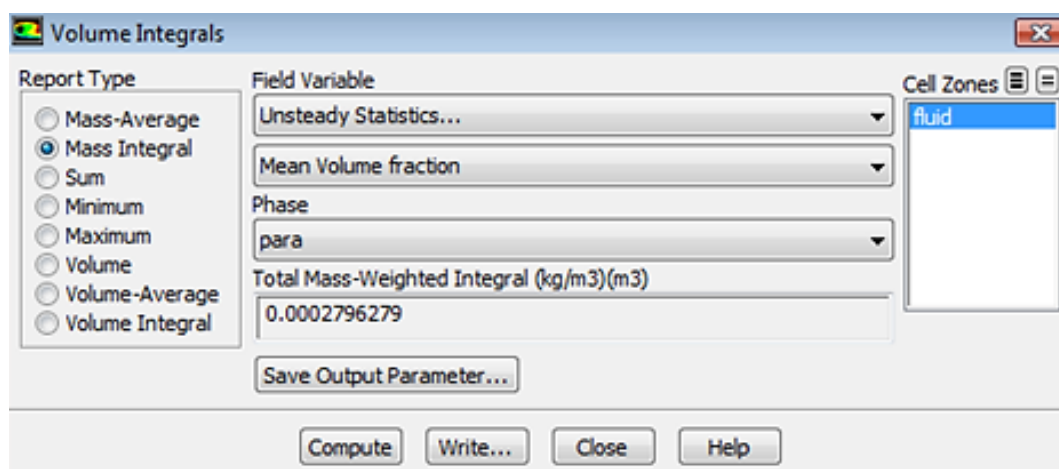 Volume Integrals
Report Type
Mass-Average
Mass Integral
Sum
Minimum
Maximum
Volume
Volume-Average
Volume Integral
Field Variable
Unsteady Statistics...
Mean Volume fraction
Phase
para
Total Mass-Weighted Integral (kg/m3)(m3)
0.0002796279
Save Output Parameter...
Cell Zones
fluid
Compute
Write...
Close
Help